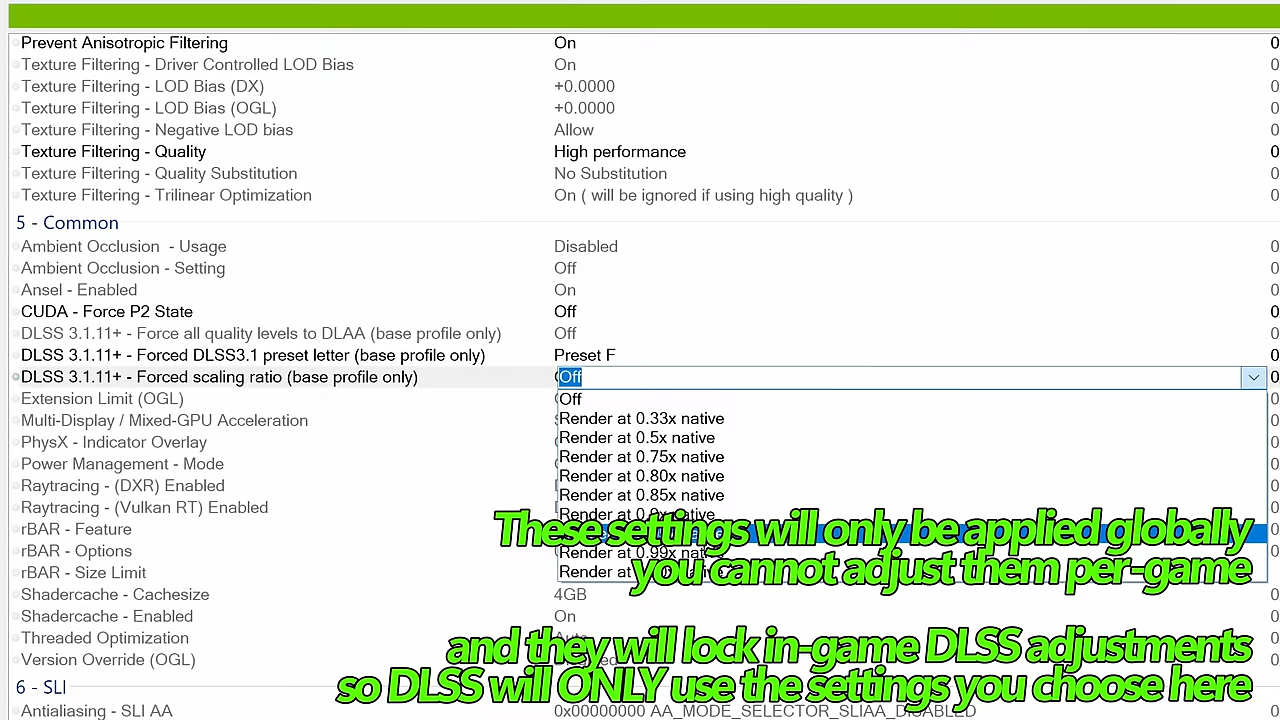 Prevent Anisotropic Filtering On 0
Texture Filtering - Driver Controlled LOD Bias On 0
Texture Filtering - LOD Bias (DX) +0.0000 0
Texture Filtering - LOD Bias (OGL) +0.0000 0
Texture Filtering - Negative LOD bias Allow 0
Texture Filtering - Quality High performance 0
Texture Filtering - Quality Substitution No Substitution 0
Texture Filtering - Trilinear Optimization On ( will be ignored if using high quality ) 0
5 - Common
Ambient Occlusion - Usage Disabled 0
Ambient Occlusion - Setting Off 0
Ansel - Enabled On 0
CUDA - Force P2 State Off 0
DLSS 3.1.11+ - Force all quality levels to DLAA (base profile only) Off 0
DLSS 3.1.11+ - Forced DLSS3.1 preset letter (base profile only) Preset F 0
DLSS 3.1.11+ - Forced scaling ratio (base profile only) Off 0
Extension Limit (OGL) Off
Multi-Display / Mixed-GPU Acceleration Render at 0.33x native
PhysX - Indicator Overlay Render at 0.5x native
Power Management - Mode Render at 0.75x native
Raytracing - (DXR) Enabled Render at 0.80x native
Raytracing - (Vulkan RT) Enabled Render at 0.85x native
Render at native
rBAR - Feature
These settings will only be applied globally
rBAR - Options Render at 0.99x
rBAR - Size Limit Render at
you cannot adjust them per-game
Shadercache - Cachesize 4GB 0
Shadercache - Enabled On 0
Threaded Optimization
and they will lock in-game DLSS adjustments
Version Override (OGL)
so DLSS will ONLY use the settings you choose here
6 - SLI
Antialiasing - SLI AA 0x00000000 AA_MODE_SELECTOR_SLIAA_DISABLED 0